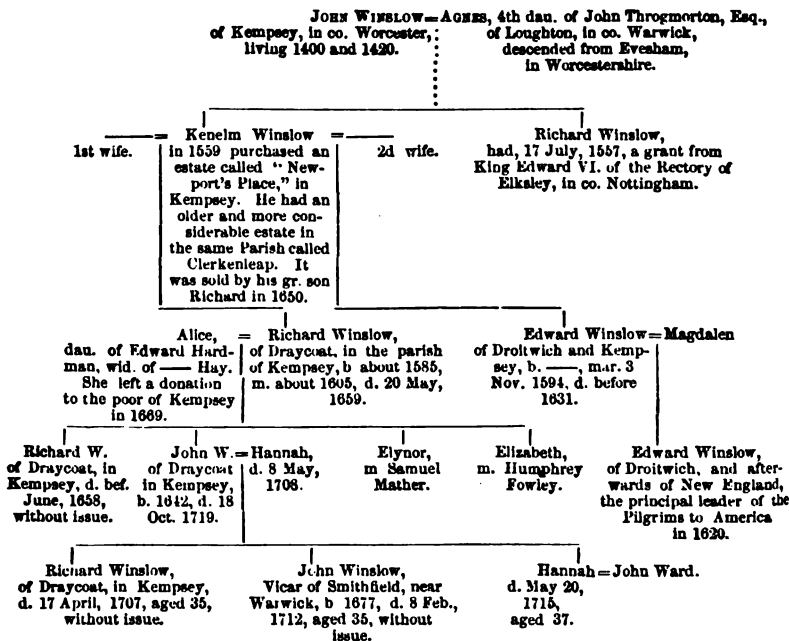 JOHN WINSLOW = AGNES, 4th dau. of John Throgmorton, Esq.,
of Kempsey, in co. Worcester, of Loughton, in co. Warwick,
living 1400 and 1420. descended from Evesham,
in Worcestershire.
—— = Kenelm Winslow = ——
1st wife. 2d wife.
in 1559 purchased an
estate called "New-
port's Place," in
Kempsey. He had an
older and more con-
siderable estate in
the same Parish called
Clerkenleap. It
was sold by his gr. son
Richard in 1650.
Richard Winslow,
had, 17 July, 1557, a grant from
King Edward VI. of the Rectory of
Elksley, in co. Nottingham.
Alice,
dau. of Edward Hard-
man, wid. of —— Hay.
She left a donation
to the poor of Kempsey
in 1669.
= Richard Winslow,
of Draycoat, in the parish
of Kempsey, b about 1585,
m. about 1605, d. 20 May,
1659.
Edward Winslow = Magdalen
of Droitwich and Kemp-
sey, b. ——, mar. 3
Nov. 1594, d. before
1631.
Richard W.
of Draycoat, in
Kempsey, d. bef.
June, 1658,
without issue.
John W. = Hannah,
of Draycoat
in Kempsey,
b. 1642, d. 18
Oct. 1719.
d. 8 May,
1708.
Elynor,
m Samuel
Mather.
Elizabeth,
m. Humphrey
Fowley.
Edward Winslow,
of Droitwich, and after-
wards of New England,
the principal leader of the
Pilgrims to America
in 1620.
Richard Winslow,
of Draycoat, in Kempsey,
d. 17 April, 1707, aged 35,
without issue.
John Winslow,
Vicar of Smithfield, near
Warwick, b 1677, d. 8 Feb.,
1712, aged 35, without
issue.
Hannah = John Ward.
d. May 20,
1715,
aged 37.